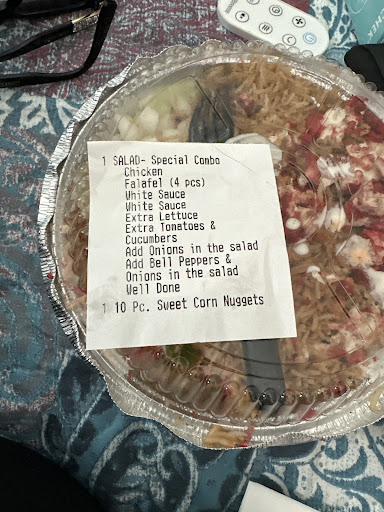 1 SALAD- Special Combo
Chicken
Falafel (4 pcs)
White Sauce
White Sauce
Extra Lettuce
Extra Tomatoes &
Cucumbers
Add Onions in the salad
Add Bell Peppers &
Onions in the salad
Well Done
1 10 Pc. Sweet Corn Nuggets